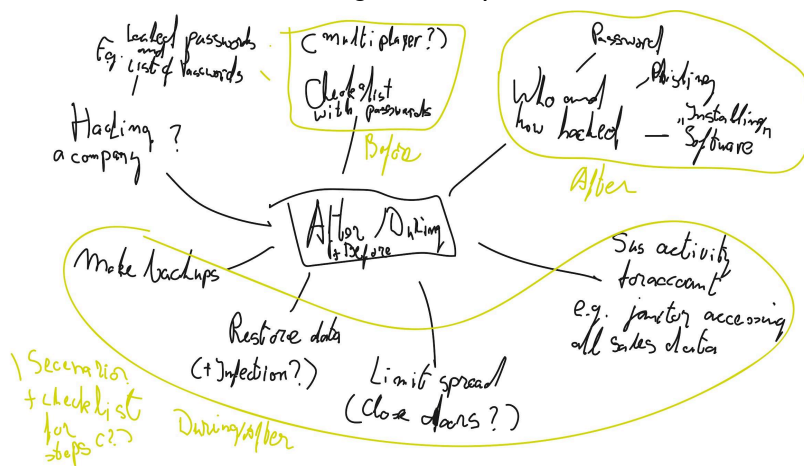 Eg. Leaked passwords
and
List of Passwords
(multiplayer?)
Checklist
with passwords
Before
Password
Phishing
Who and
how hacked
"Installing"
Software
After
Hacking
a company ?
After / During
+ Before
Make backups
Restore data
(+ Infection?)
Limit spread
(Close doors?)
Sus activity
for account
e.g. janitor accessing
all sales data
\ Secenarion
+ checklist
for
steps (?)
During/After